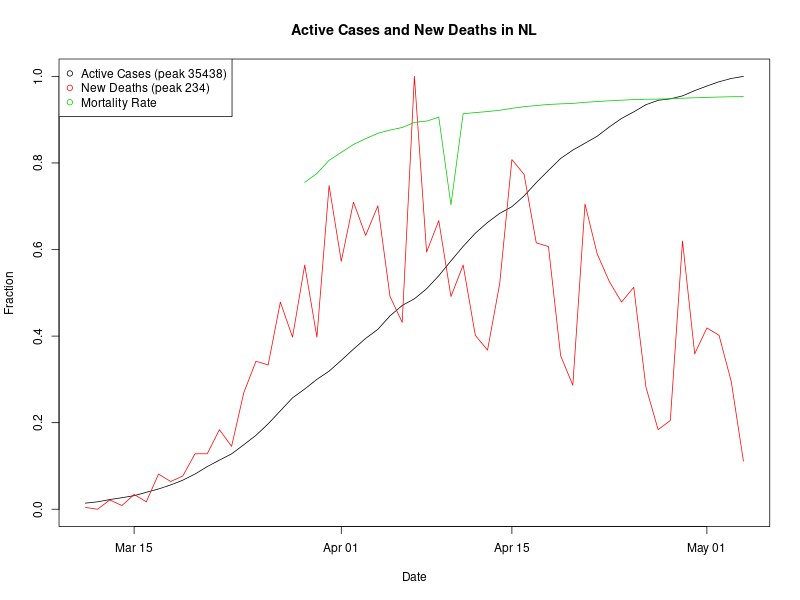 Active Cases and New Deaths in NL
Active Cases (peak 35438)
New Deaths (peak 234)
Mortality Rate
1.0
0.8
0.6
0.4
0.2
0.0
Fraction
Mar 15
Apr 01
Apr 15
May 01
Date